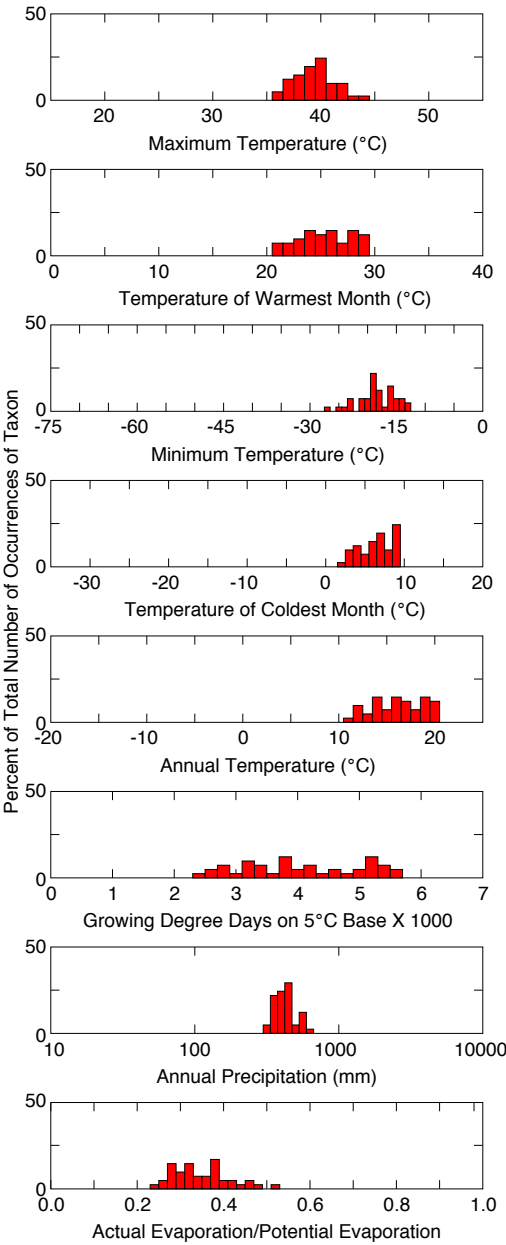 Percent of Total Number of Occurrences of Taxon
50
0
20 30 40 50
Maximum Temperature (°C)
50
0
0 10 20 30 40
Temperature of Warmest Month (°C)
50
0
-75 -60 -45 -30 -15 0
Minimum Temperature (°C)
50
0
-30 -20 -10 0 10 20
Temperature of Coldest Month (°C)
50
0
-20 -10 0 10 20
Annual Temperature (°C)
50
0
0 1 2 3 4 5 6 7
Growing Degree Days on 5°C Base X 1000
50
0
10 100 1000 10000
Annual Precipitation (mm)
50
0
0.0 0.2 0.4 0.6 0.8 1.0
Actual Evaporation/Potential Evaporation